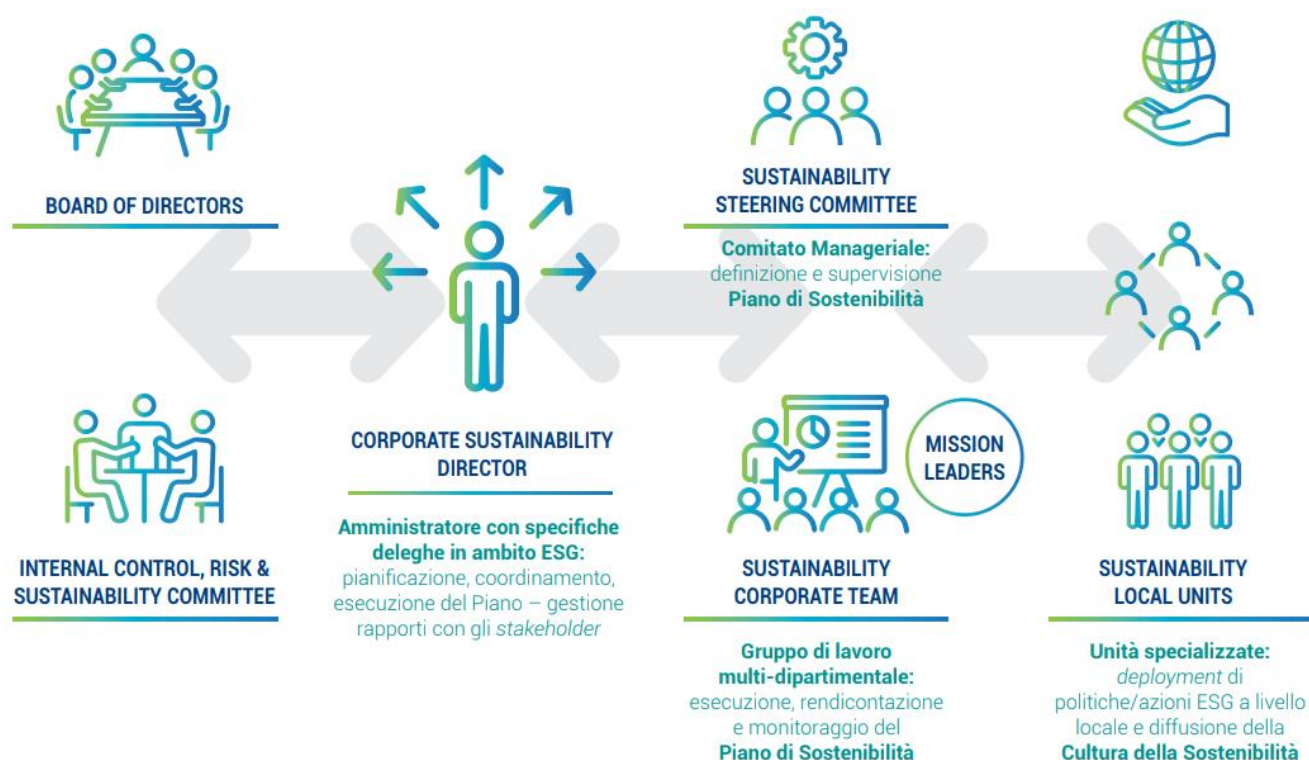 BOARD OF DIRECTORS
INTERNAL CONTROL, RISK &
SUSTAINABILITY COMMITTEE
CORPORATE SUSTAINABILITY
DIRECTOR
Amministratore con specifiche
deleghe in ambito ESG:
pianificazione, coordinamento,
esecuzione del Piano – gestione
rapporti con gli stakeholder
SUSTAINABILITY
STEERING COMMITTEE
Comitato Manageriale:
definizione e supervisione
Piano di Sostenibilità
MISSION
LEADERS
SUSTAINABILITY
CORPORATE TEAM
Gruppo di lavoro
multi-dipartimentale:
esecuzione, rendicontazione
e monitoraggio del
Piano di Sostenibilità
SUSTAINABILITY
LOCAL UNITS
Unità specializzate:
deployment di
politiche/azioni ESG a livello
locale e diffusione della
Cultura della Sostenibilità